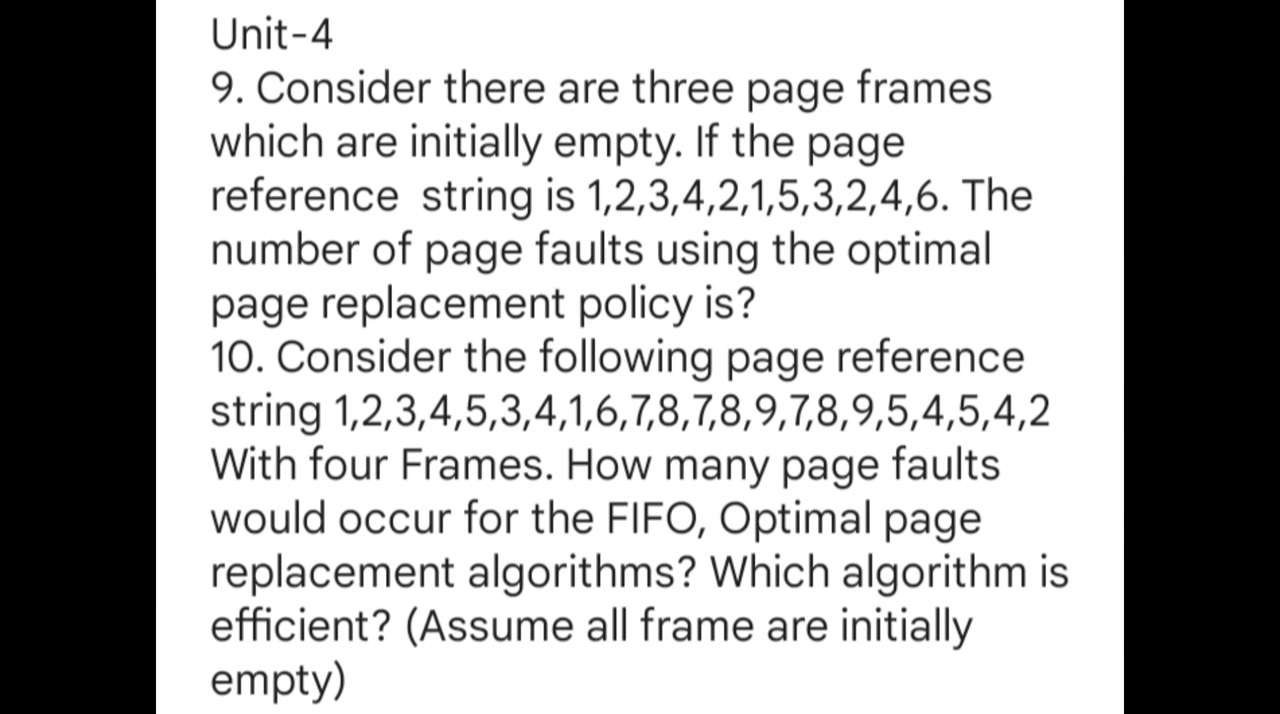 Unit-4
9. Consider there are three page frames
which are initially empty. If the page
reference  string is 1,2,3,4,2,1,5,3,2,4,6. The
number of page faults using the optimal
page replacement policy is?
10. Consider the following page reference
string 1,2,3,4,5,3,4,1,6,7,8,7,8,9,7,8,9,5,4,5,4,2
With four Frames. How many page faults
would occur for the FIFO, Optimal page
replacement algorithms? Which algorithm is
efficient? (Assume all frame are initially
empty)